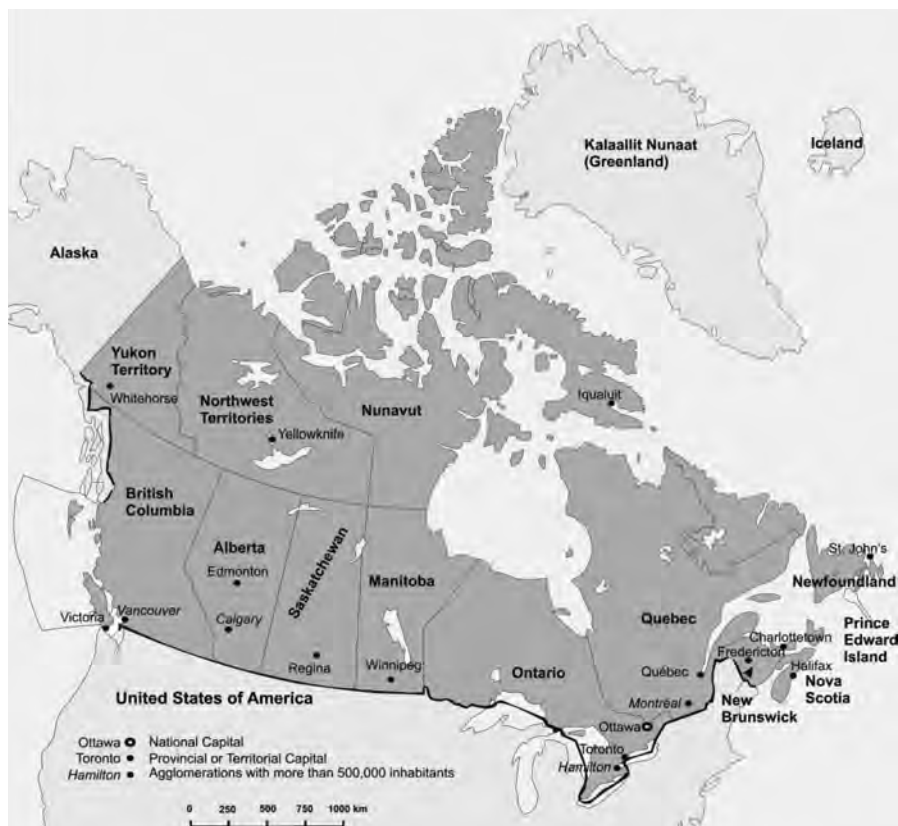 Kalaallit Nunaat
(Greenland)
Iceland
Alaska
Yukon
Territory
Whitehorse
Northwest
Territories
Yellowknife
Nunavut
Iqualuit
British
Columbia
Alberta
Edmonton
Calgary
Saskatchewan
Regina
Manitoba
Winnipeg
Victoria
Vancouver
Ontario
Quebec
Québec
Montréal
Ottawa
Toronto
Hamilton
St. John's
Newfoundland
Prince
Edward
Island
Charlottetown
Fredericton
Halifax
Nova
Scotia
New
Brunswick
United States of America
Ottawa National Capital
Toronto Provincial or Territorial Capital
Hamilton Agglomerations with more than 500,000 inhabitants
0 250 500 750 1000 km